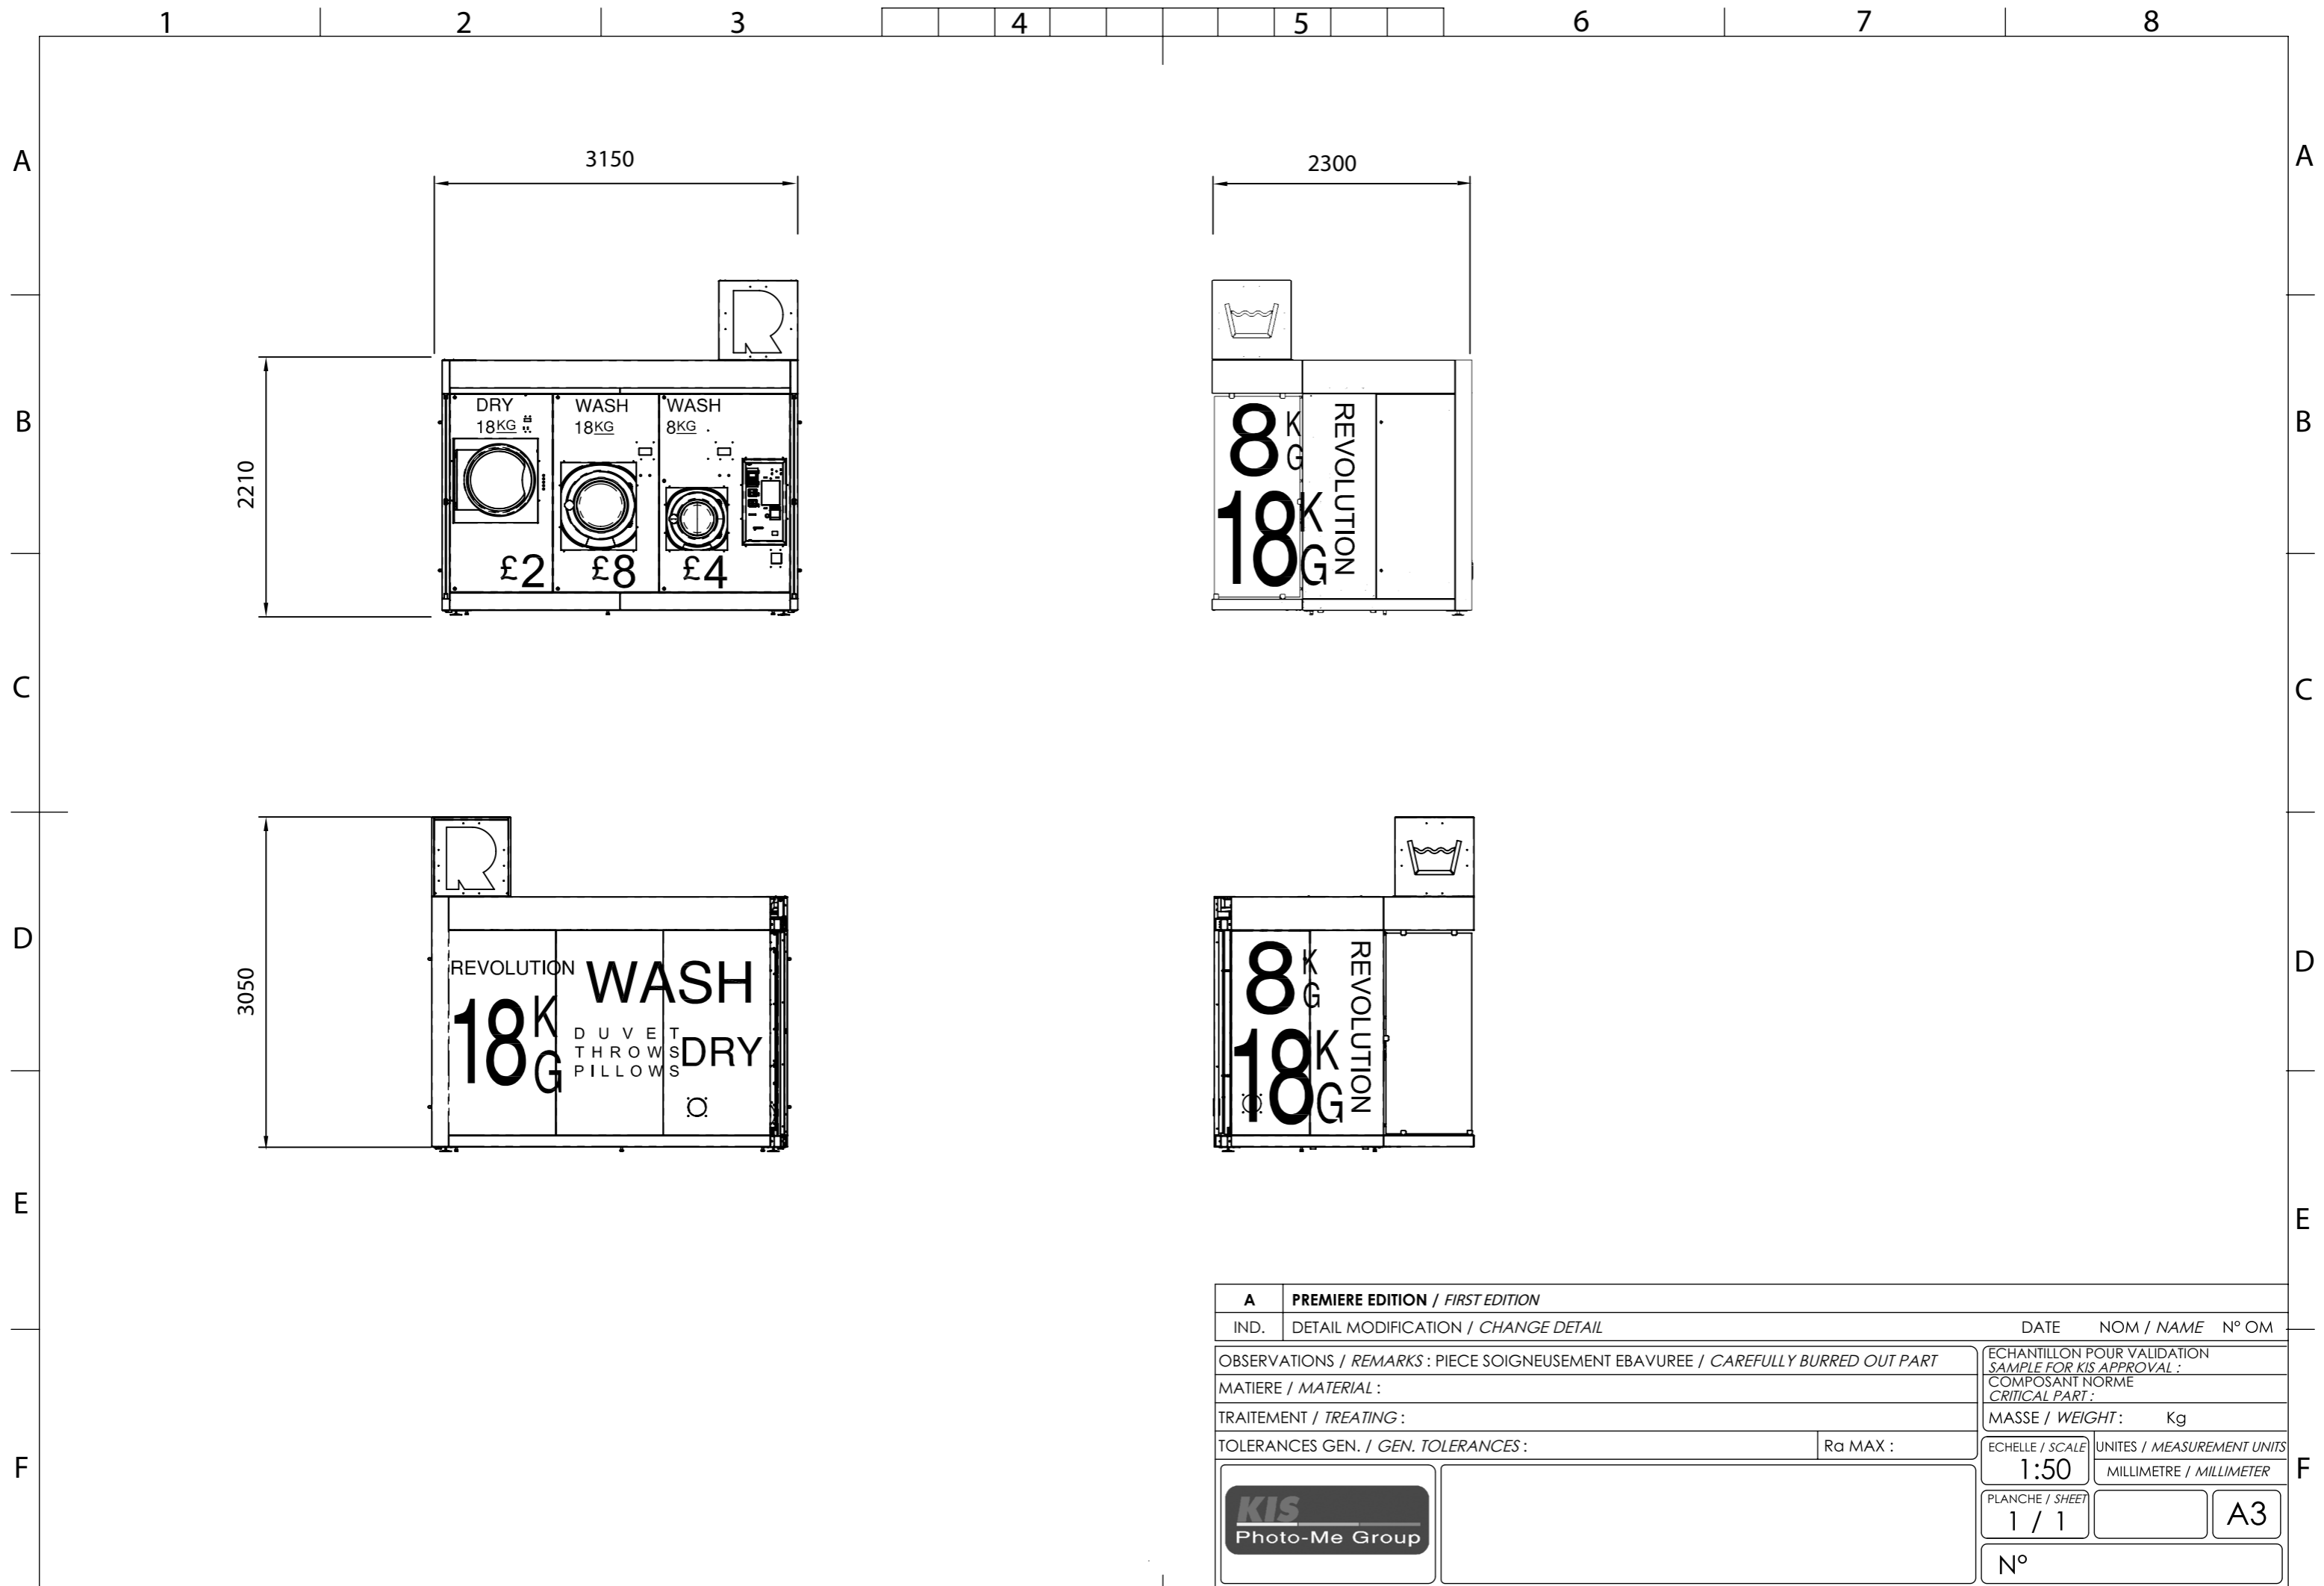 1 2 3 4 5 6 7 8
A A
3150 2300
B B
DRY WASH WASH
18KG 18KG 8KG
2210
£2 £8 £4
8KG
18KG
REVOLUTION
C C
D D
3050
REVOLUTION
18KG
WASH
DUVET
THROWS
PILLOWS
DRY
8KG
18KG
REVOLUTION
E E
A PREMIERE EDITION / FIRST EDITION
IND. DETAIL MODIFICATION / CHANGE DETAIL DATE NOM / NAME N° OM
OBSERVATIONS / REMARKS : PIECE SOIGNEUSEMENT EBAVUREE / CAREFULLY BURRED OUT PART
ECHANTILLON POUR VALIDATION
SAMPLE FOR KIS APPROVAL :
MATIERE / MATERIAL :
COMPOSANT NORME
CRITICAL PART :
TRAITEMENT / TREATING :
MASSE / WEIGHT : Kg
TOLERANCES GEN. / GEN. TOLERANCES : Ra MAX :
ECHELLE / SCALE
1:50
UNITES / MEASUREMENT UNITS
MILLIMETRE / MILLIMETER
F F
PLANCHE / SHEET
1 / 1
A3
KIS
Photo-Me Group
N°